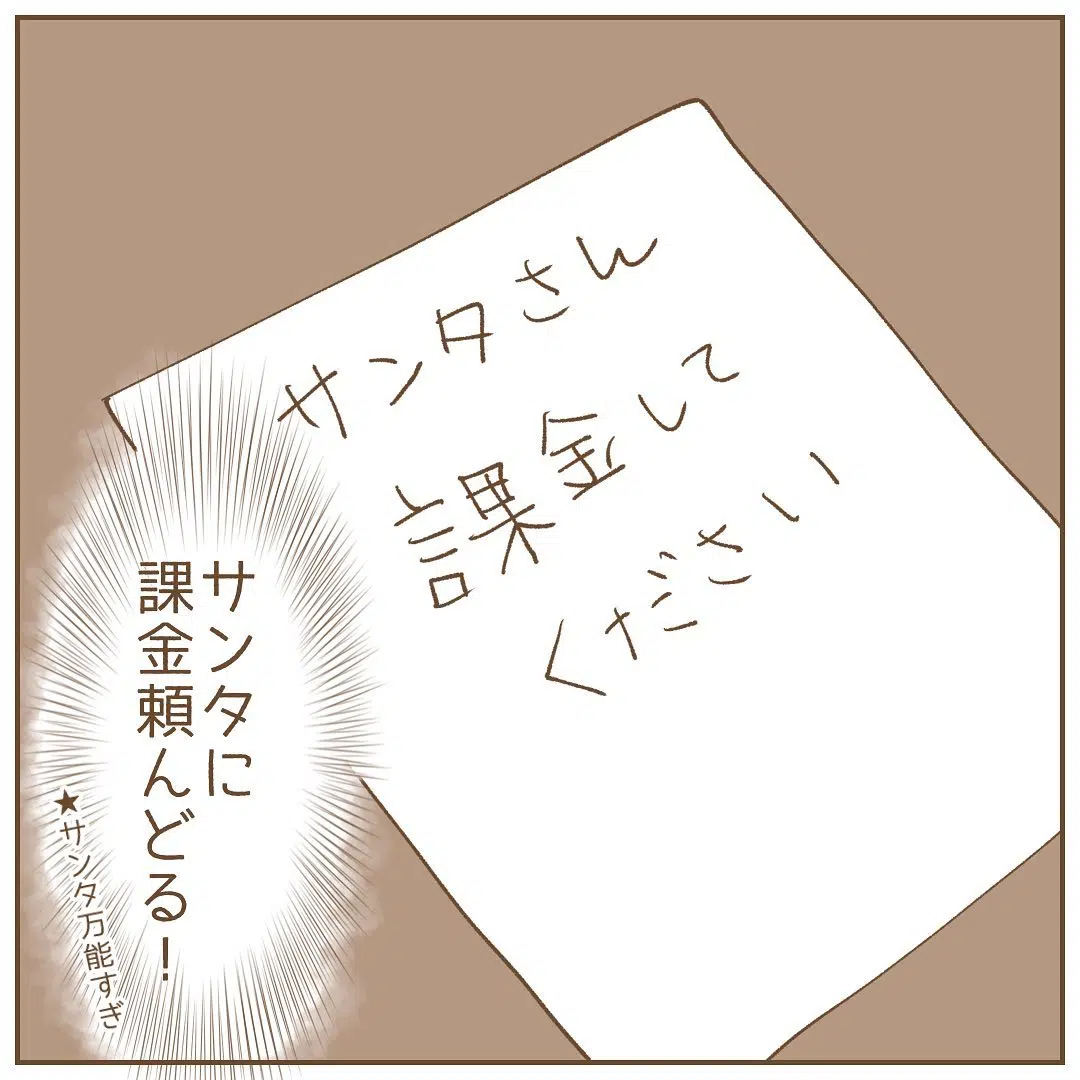 サンタさん
課金して
ください
サンタに
課金頼んどる！
★サンタ万能すぎ